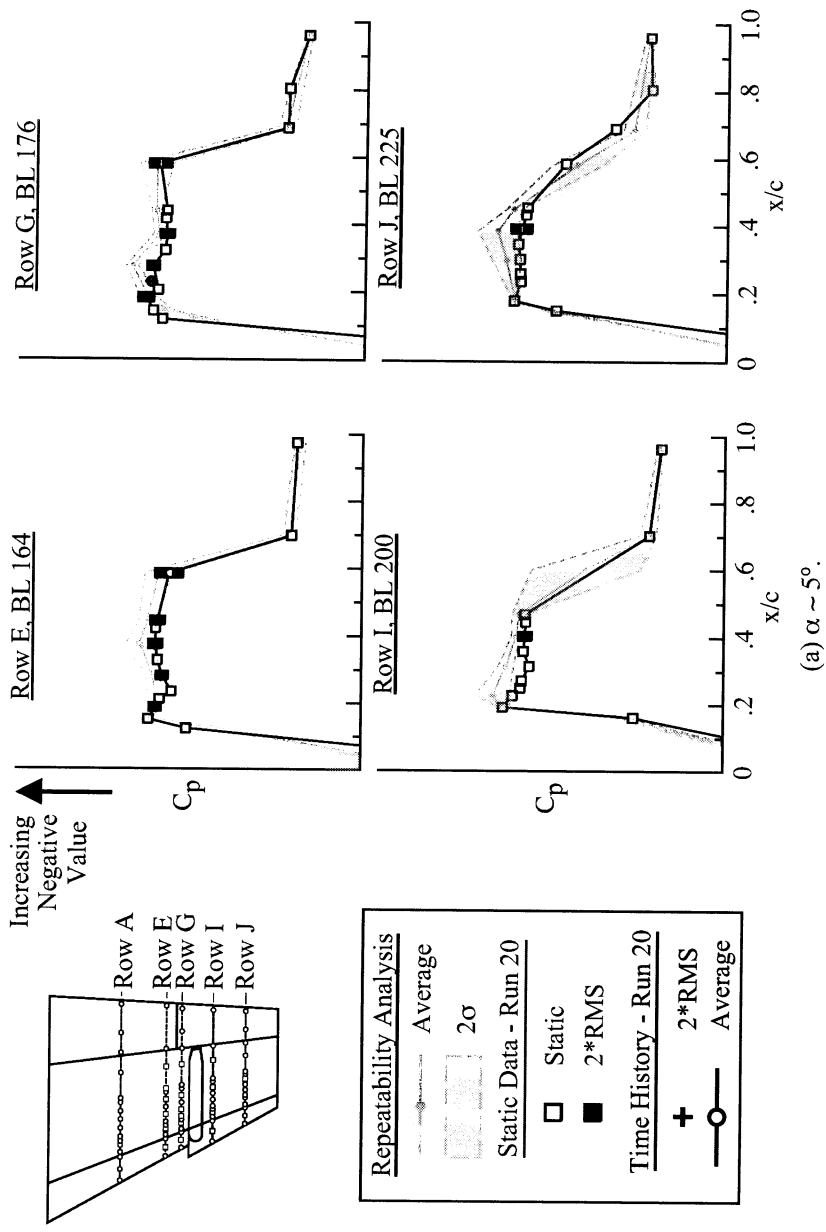 Increasing
Negative
Value
Row A
Row E
Row G
Row I
Row J
Repeatability Analysis
Average
2σ
Static Data - Run 20
Static
2*RMS
Time History - Run 20
2*RMS
Average
Row E, BL 164
Cp
Row G, BL 176
Row I, BL 200
Cp
0 .2 .4 .6 .8 1.0
x/c
Row J, BL 225
0 .2 .4 .6 .8 1.0
x/c
(a) α ~ 5°.